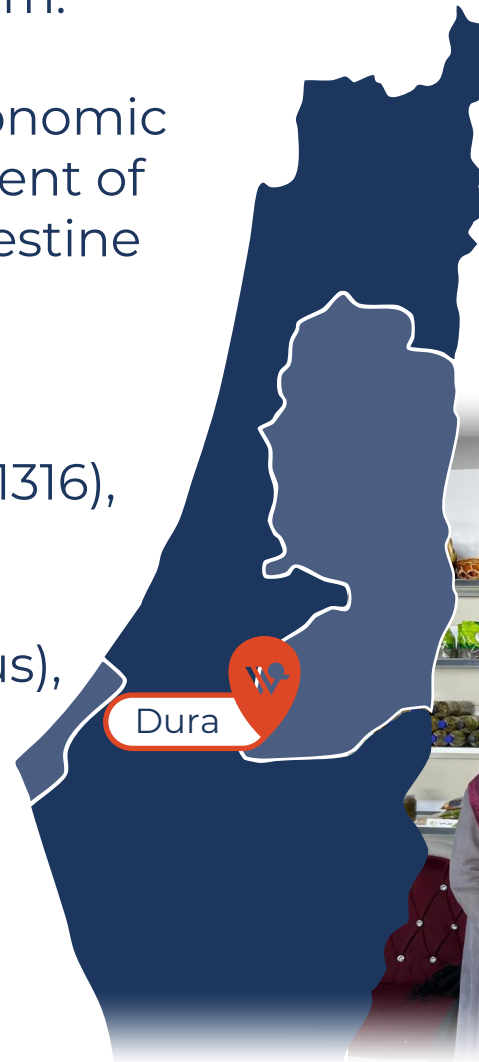 onomic
ent of
estine
1316),
us),
Dura